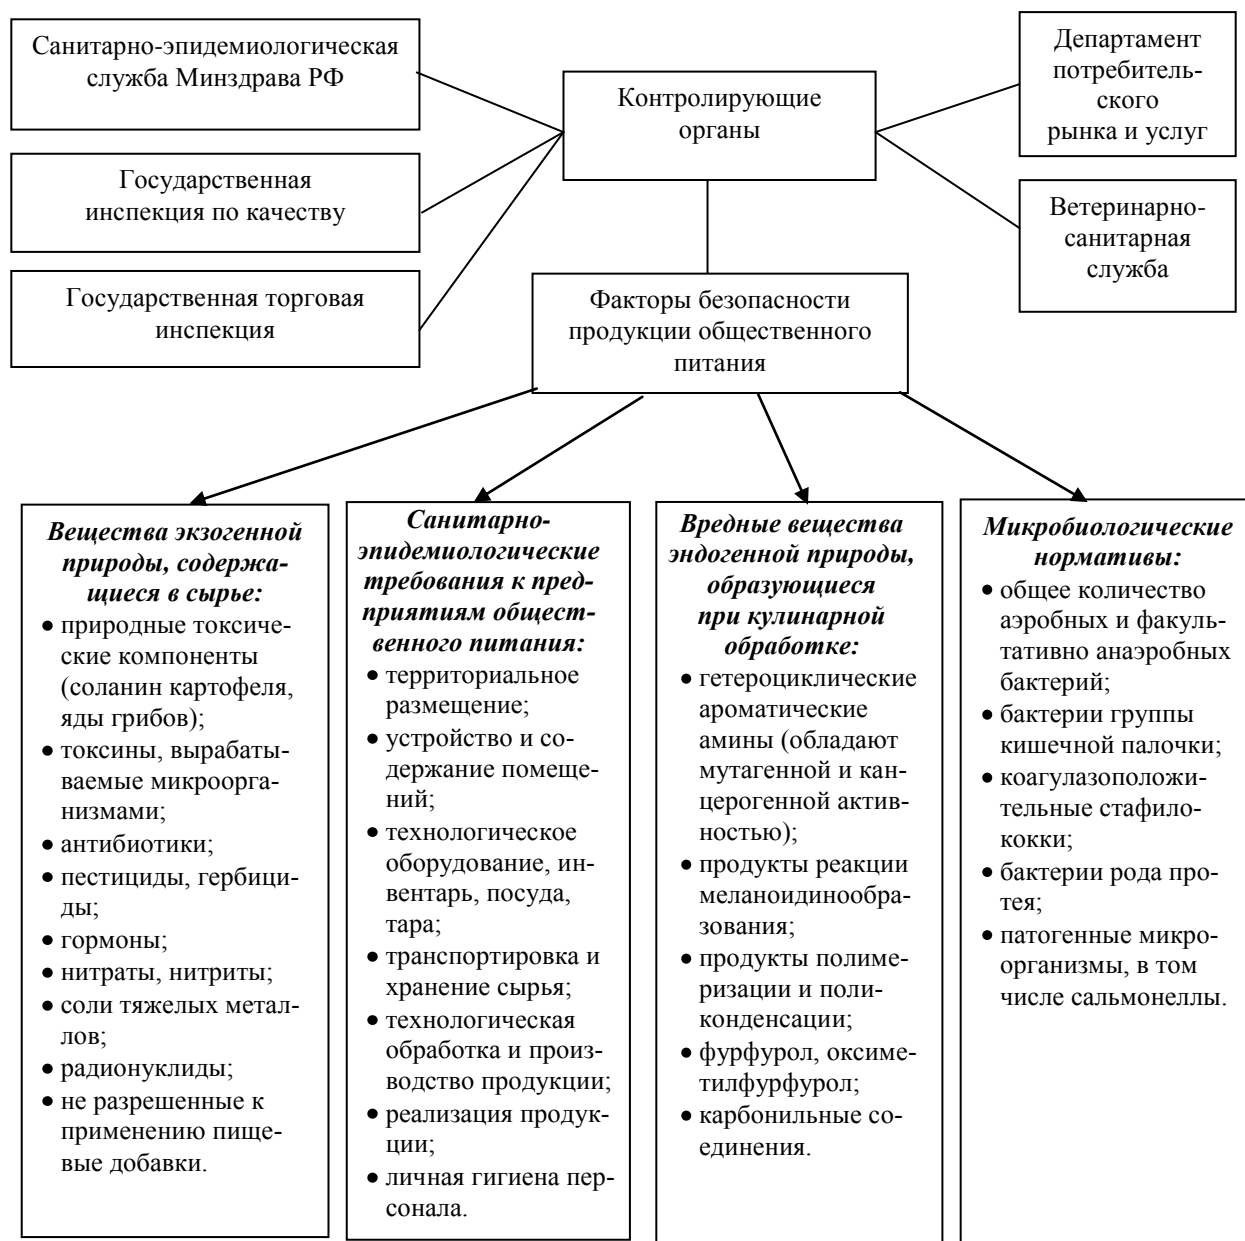 Санитарно-эпидемиологическая
служба Минздрава РФ
Государственная
инспекция по качеству
Государственная торговая
инспекция
Контролирующие
органы
Департамент
потребитель-
ского
рынка и услуг
Ветеринарно-
санитарная
служба
Факторы безопасности
продукции общественного
питания
Вещества экзогенной
природы, содержа-
щиеся в сырье:
• природные токсиче-
ские компоненты
(соланин картофеля,
яды грибов);
• токсины, вырабаты-
ваемые микроорга-
низмами;
• антибиотики;
• пестициды, гербици-
ды;
• гормоны;
• нитраты, нитриты;
• соли тяжелых метал-
лов;
• радионуклиды;
• не разрешенные к
применению пище-
вые добавки.
Санитарно-
эпидемиологические
требования к пред-
приятиям общест-
венного питания:
• территориальное
размещение;
• устройство и со-
держание помеще-
ний;
• технологическое
оборудование, ин-
вентарь, посуда,
тара;
• транспортировка и
хранение сырья;
• технологическая
обработка и произ-
водство продукции;
• реализация продук-
ции;
• личная гигиена пер-
сонала.
Вредные вещества
эндогенной природы,
образующиеся
при кулинарной
обработке:
• гетероциклические
ароматические
амины (обладают
мутагенной и кан-
церогенной актив-
ностью);
• продукты реакции
меланоидинообра-
зования;
• продукты полиме-
ризации и поли-
конденсации;
• фурфурол, оксиме-
тилфурфурол;
• карбонильные со-
единения.
Микробиологические
нормативы:
• общее количество
аэробных и факуль-
тативно анаэробных
бактерий;
• бактерии группы
кишечной палочки;
• коагулазоположи-
тельные стафило-
кокки;
• бактерии рода про-
тея;
• патогенные микро-
организмы, в том
числе сальмонеллы.